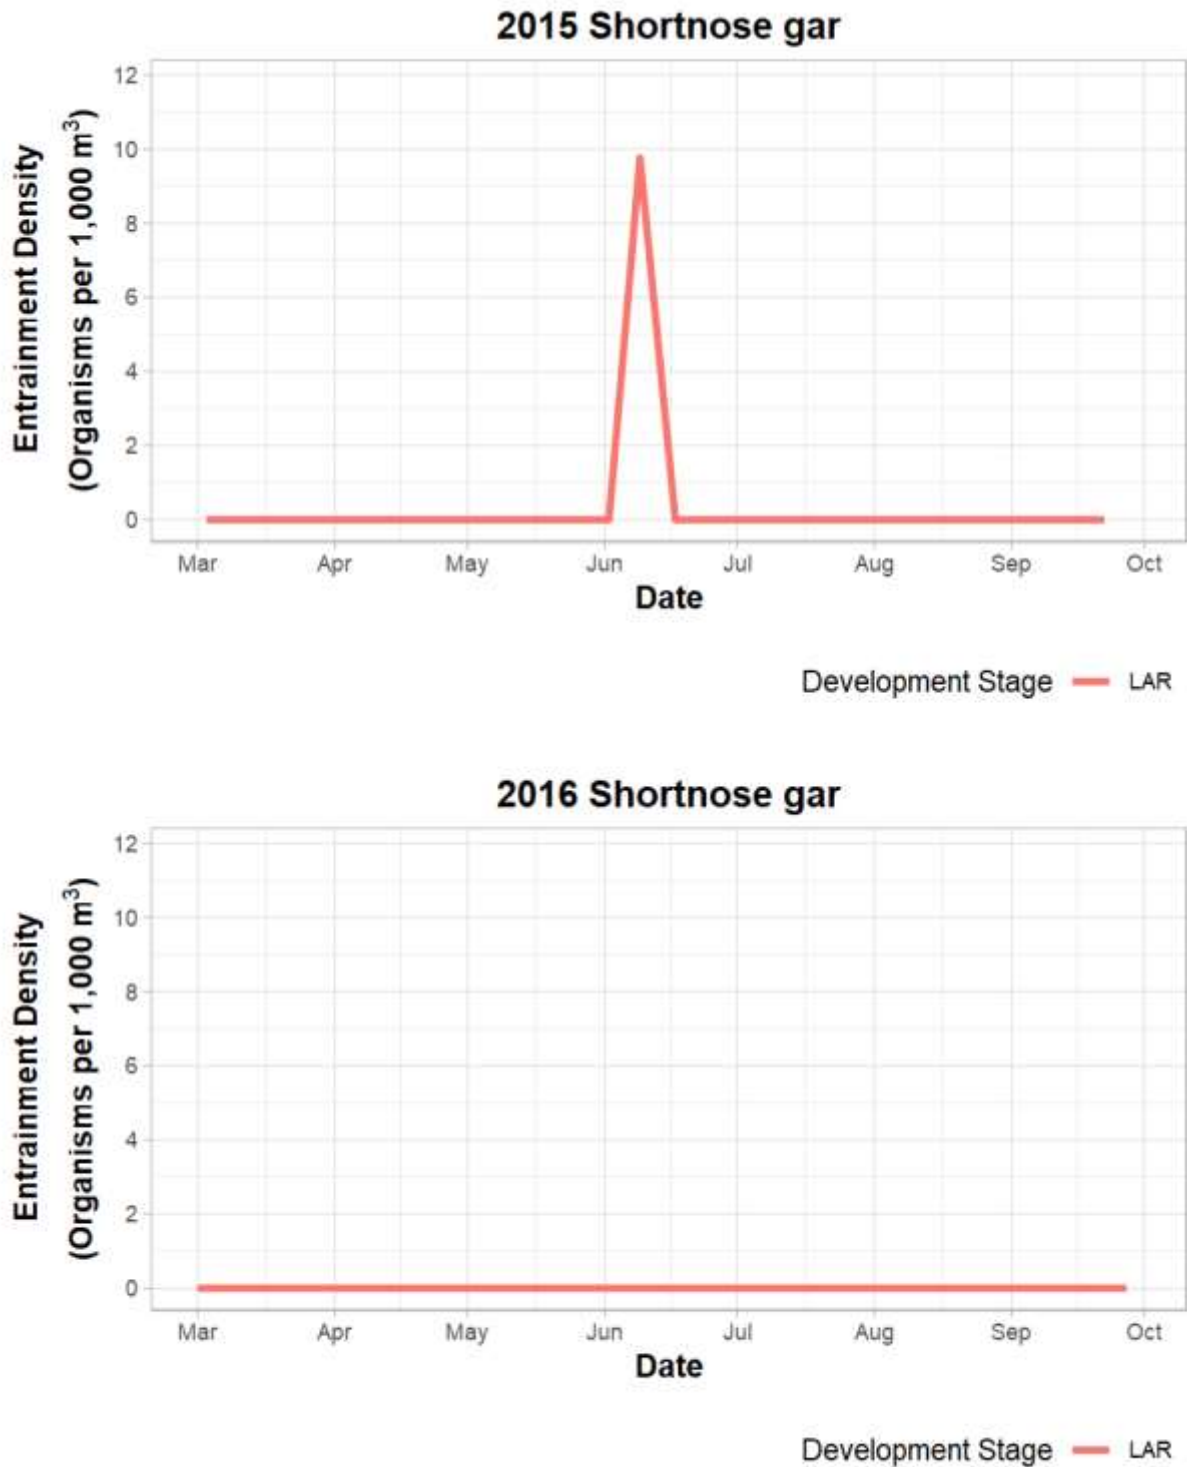 2015 Shortnose gar
Entrainment Density
(Organisms per 1,000 m³)
12
10
8
6
4
2
0
Mar Apr May Jun Jul Aug Sep Oct
Date
Development Stage LAR
2016 Shortnose gar
Entrainment Density
(Organisms per 1,000 m³)
12
10
8
6
4
2
0
Mar Apr May Jun Jul Aug Sep Oct
Date
Development Stage LAR